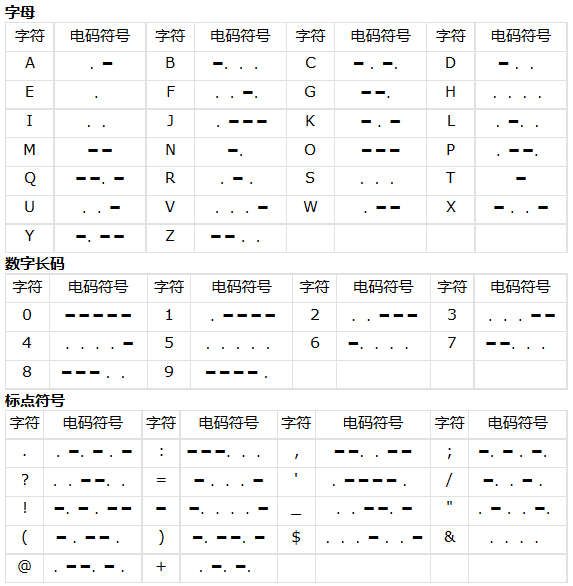 字母
字符 电码符号 字符 电码符号 字符 电码符号 字符 电码符号
A .━ B ━... C ━.━. D ━..
E . F ..━. G ━━. H ....
I .. J .━━━ K ━.━ L .━..
M ━━ N ━. O ━━━ P .━━.
Q ━━.━ R .━. S ... T ━
U ..━ V ...━ W .━━ X ━..━
Y ━.━━ Z ━━..
数字长码
字符 电码符号 字符 电码符号 字符 电码符号 字符 电码符号
0 ━━━━━ 1 .━━━━ 2 ..━━━ 3 ...━━
4 ....━ 5 ..... 6 ━.... 7 ━━...
8 ━━━.. 9 ━━━━.
标点符号
字符 电码符号 字符 电码符号 字符 电码符号 字符 电码符号
. .━.━.━ : ━━━... , ━━..━━ ; ━.━.━.
? ..━━.. = ━...━ ' .━━━━. / ━..━.
! ━.━.━━ ━ ━....━ _ ..━━.━ " .━..━.
( ━.━━. ) ━.━━.━ $ ...━..━ & ....
@ .━━.━. + .━.━.